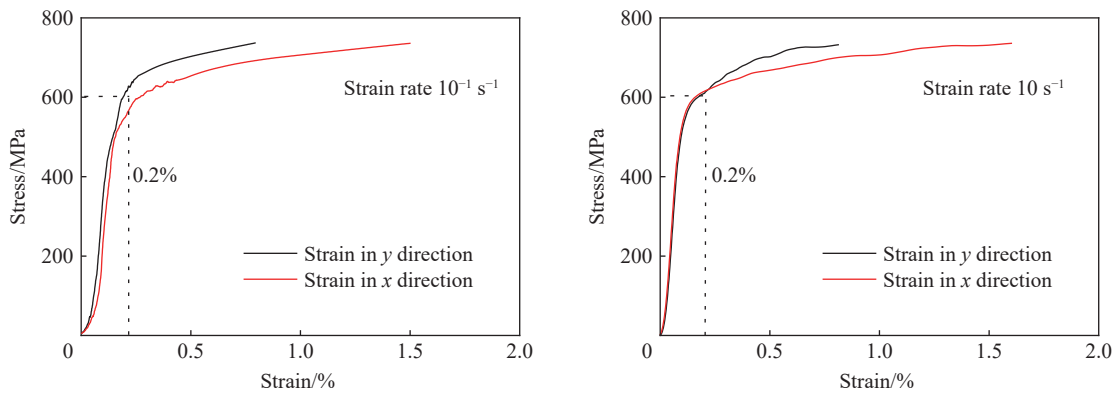 800
600
400
200
0
Stress/MPa
Strain rate 10⁻¹ s⁻¹
0.2%
Strain in y direction
Strain in x direction
0.5
1.0
1.5
2.0
Strain/%
800
600
400
200
0
Stress/MPa
Strain rate 10 s⁻¹
0.2%
Strain in y direction
Strain in x direction
0.5
1.0
1.5
2.0
Strain/%